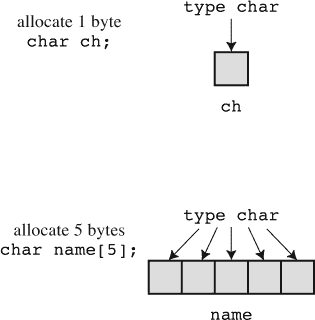 type char
allocate 1 byte
char ch;
ch
type char
allocate 5 bytes
char name[5];
name